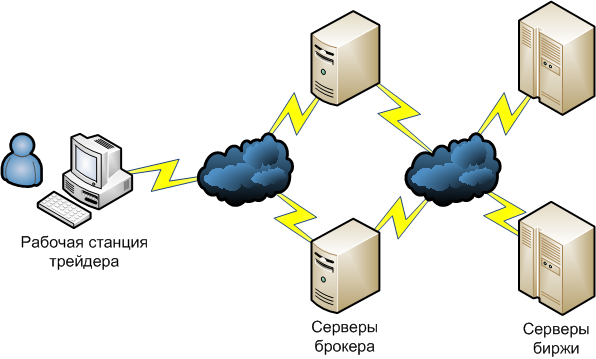 Рабочая станция
трейдера
Серверы
брокера
Серверы
биржи